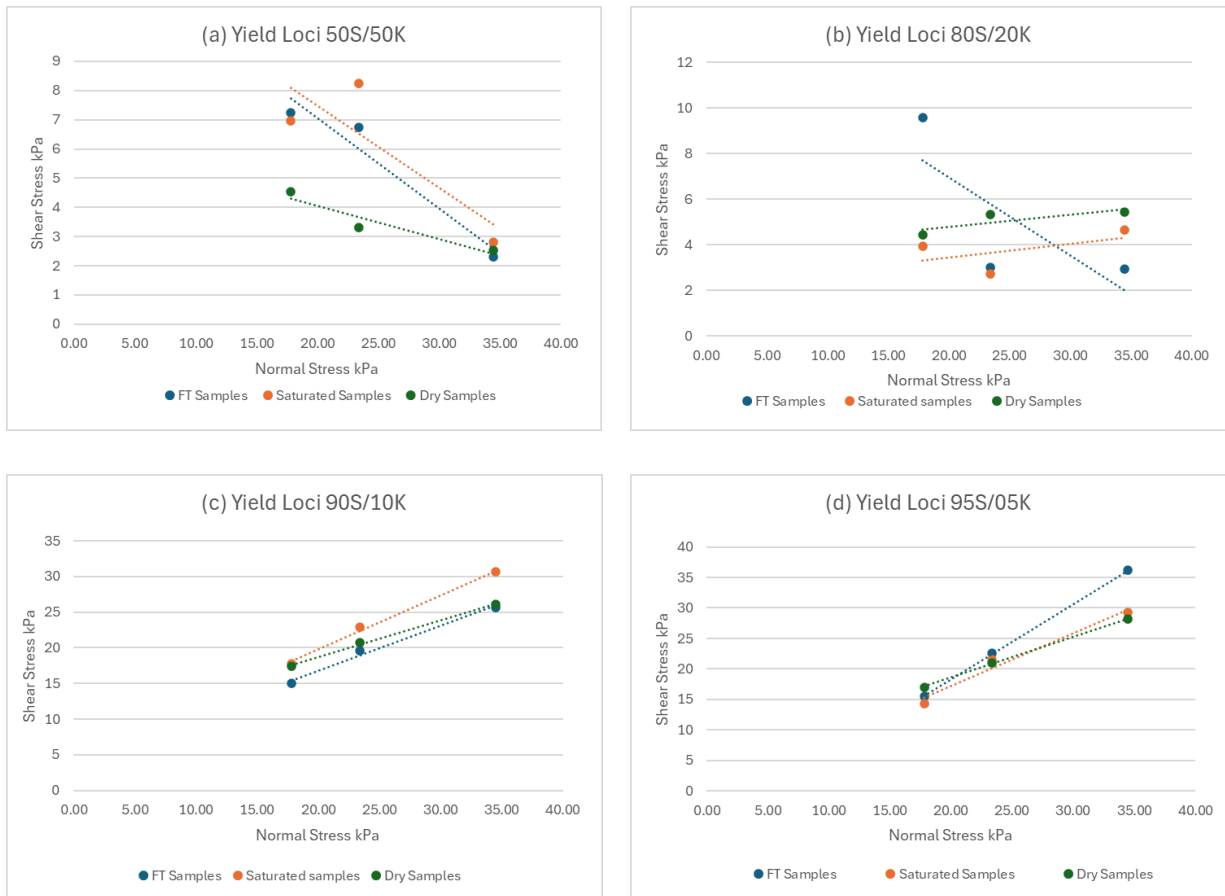 (a) Yield Loci 50S/50K
9
8
7
6
5
4
3
2
1
0
Shear Stress kPa
0.00 5.00 10.00 15.00 20.00 25.00 30.00 35.00 40.00
Normal Stress kPa
FT Samples Saturated Samples Dry Samples
(b) Yield Loci 80S/20K
12
10
8
6
4
2
0
Shear Stress kPa
0.00 5.00 10.00 15.00 20.00 25.00 30.00 35.00 40.00
Normal Stress kPa
FT Samples Saturated samples Dry Samples
(c) Yield Loci 90S/10K
35
30
25
20
15
10
5
0
Shear Stress kPa
0.00 5.00 10.00 15.00 20.00 25.00 30.00 35.00 40.00
Normal Stress kPa
FT Samples Saturated samples Dry Samples
(d) Yield Loci 95S/05K
40
35
30
25
20
15
10
5
0
Shear Stress kPa
0.00 5.00 10.00 15.00 20.00 25.00 30.00 35.00 40.00
Normal Stress kPa
FT Samples Saturated Samples Dry Samples